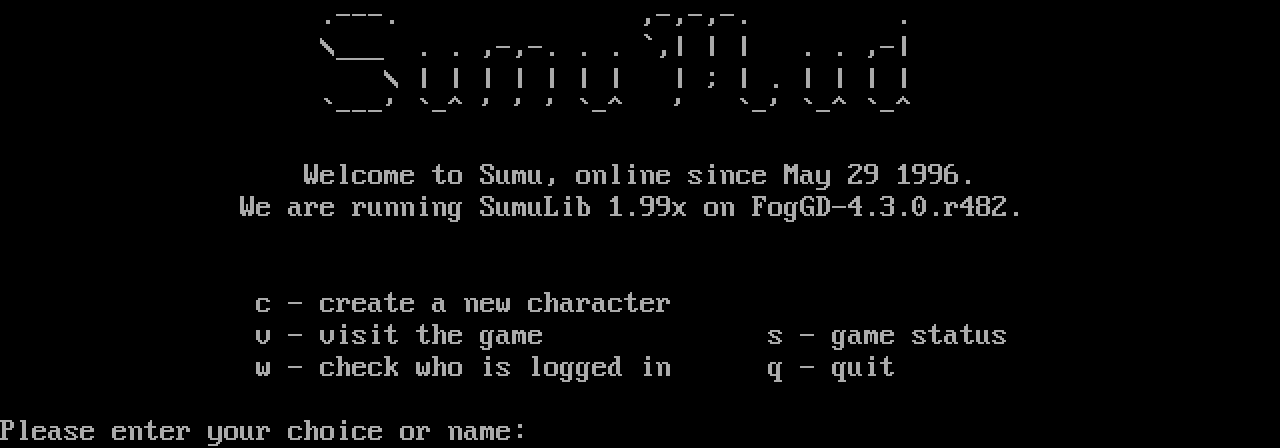 SumuMud
Welcome to Sumu, online since May 29 1996.
We are running SumuLib 1.99x on FogGD-4.3.0.r482.
c - create a new character
v - visit the game s - game status
w - check who is logged in q - quit
Please enter your choice or name: